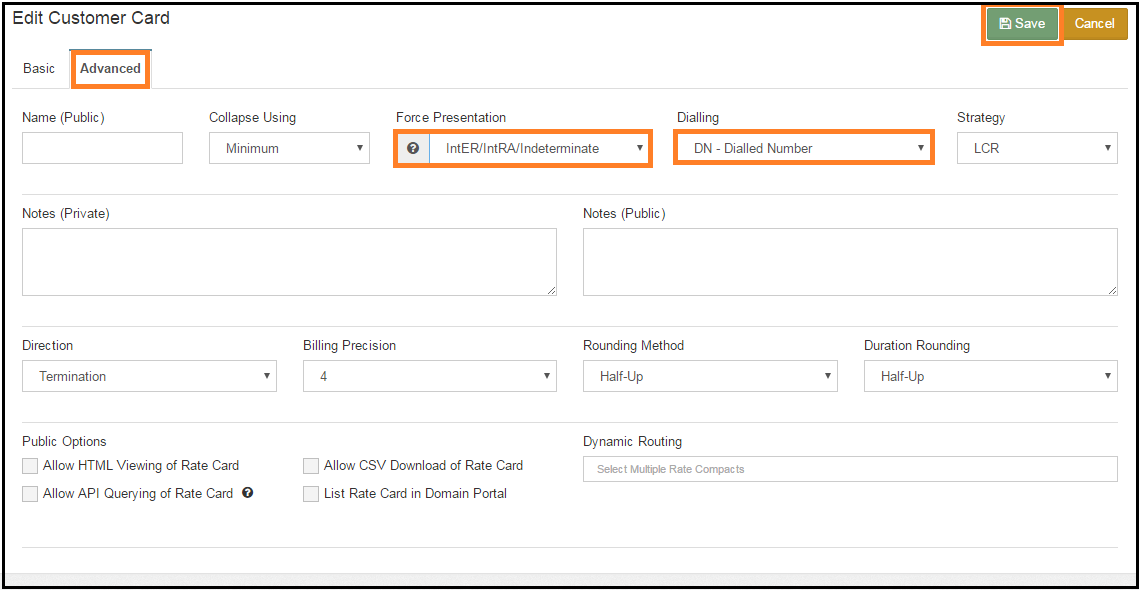 Edit Customer Card
Save Cancel
Basic Advanced
Name (Public) Collapse Using Force Presentation Dialling Strategy
Minimum IntER/IntRA/Indeterminate DN - Dialled Number LCR
Notes (Private) Notes (Public)
Direction Billing Precision Rounding Method Duration Rounding
Termination 4 Half-Up Half-Up
Public Options Dynamic Routing
Allow HTML Viewing of Rate Card Allow CSV Download of Rate Card Select Multiple Rate Compacts
Allow API Querying of Rate Card List Rate Card in Domain Portal